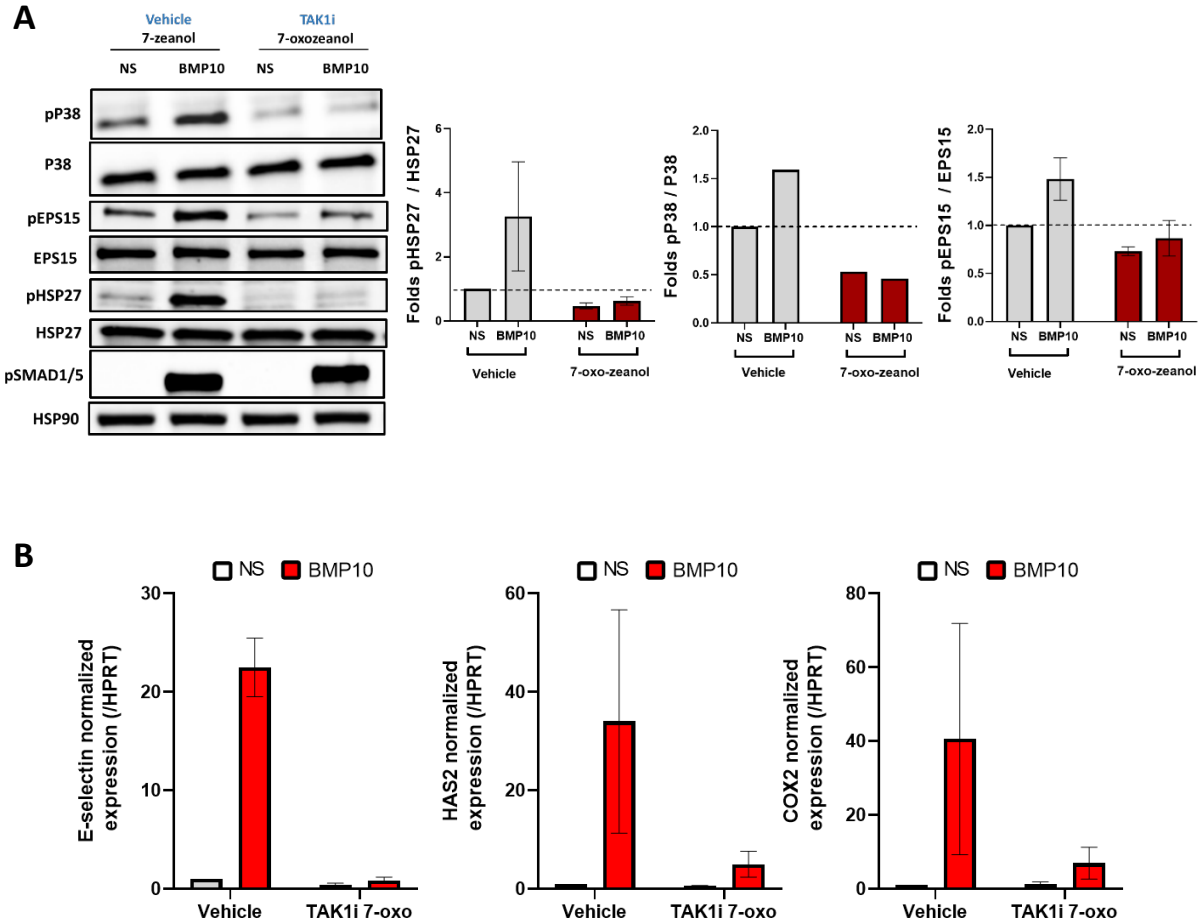 A
Vehicle TAK1i
7-zeanol 7-oxozeanol
NS BMP10 NS BMP10
pP38
P38
pEPS15
EPS15
pHSP27
HSP27
pSMAD1/5
HSP90
Folds pHSP27 / HSP27
6
4
2
0
NS BMP10 NS BMP10
Vehicle 7-oxo-zeanol
Folds pP38 / P38
2.0
1.5
1.0
0.5
0.0
NS BMP10 NS BMP10
Vehicle 7-oxo-zeanol
Folds pEPS15 / EPS15
2.0
1.5
1.0
0.5
0.0
NS BMP10 NS BMP10
Vehicle 7-oxo-zeanol
B
NS BMP10
E-selectin normalized
expression (/HPRT)
30
20
10
0
Vehicle TAK1i 7-oxo
NS BMP10
HAS2 normalized
expression (/HPRT)
60
40
20
0
Vehicle TAK1i 7-oxo
NS BMP10
COX2 normalized
expression (/HPRT)
80
60
40
20
0
Vehicle TAK1i 7-oxo